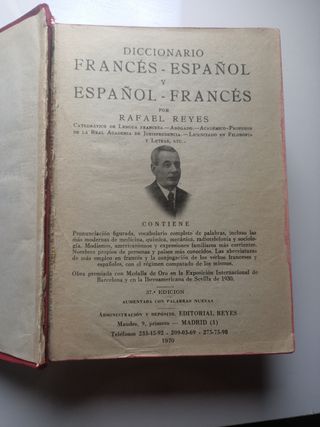 DICCIONARIO
FRANCÉS - ESPAÑOL
Y
ESPAÑOL - FRANCÉS
POR
RAFAEL REYES
Catedrático de Lengua francesa.—Abogado.—Académico-Profesor
de la Real Academia de Jurisprudencia.—Licenciado en Filosofía
y Letras, etc.
CONTIENE
Pronunciación figurada, vocabulario completo de palabras, incluso las
más modernas de medicina, química, mecánica, radiotelefonía y sociolo-
gía. Modismos, americanismos y expresiones familiares más corrientes.
Nombres propios de personas y países más conocidos. Las abreviaturas
de más empleo en francés y la conjugación de los verbos franceses y
españoles, con el régimen comparado de los mismos.
Obra premiada con Medalla de Oro en la Exposición Internacional de
Barcelona y en la Iberoamericana de Sevilla de 1930.
37.ª EDICION
AUMENTADA CON PALABRAS NUEVAS
Administración y depósito, EDITORIAL REYES
Maudes, 9, primero — MADRID (3)
Teléfonos 233-15-92 - 209-03-69 - 275-75-98
1970